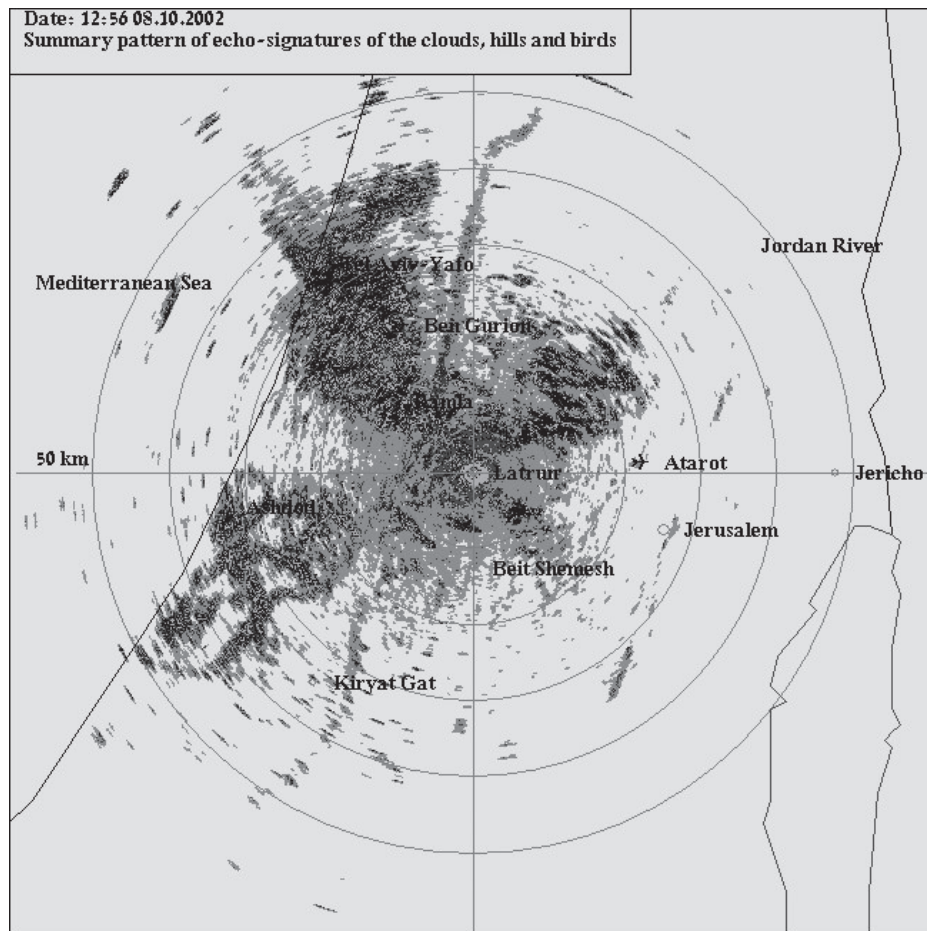 Date: 12:56 08.10.2002
Summary pattern of echo-signatures of the clouds, hills and birds
Jordan River
Tel Aviv-Yafo
Mediterranean Sea
Ben Gurion
Ramla
50 km
Latrun
Atarot
Jericho
Ashdod
Jerusalem
Beit Shemesh
Kiryat Gat